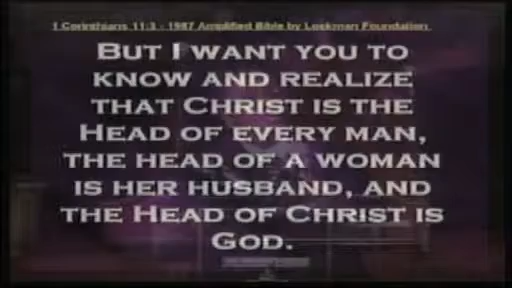 1 Corinthians 11:3 - 1987 Amplified Bible by Lockman Foundation
But I want you to
know and realize
that Christ is the
Head of every man,
the head of a woman
is her husband, and
the Head of Christ is
God.